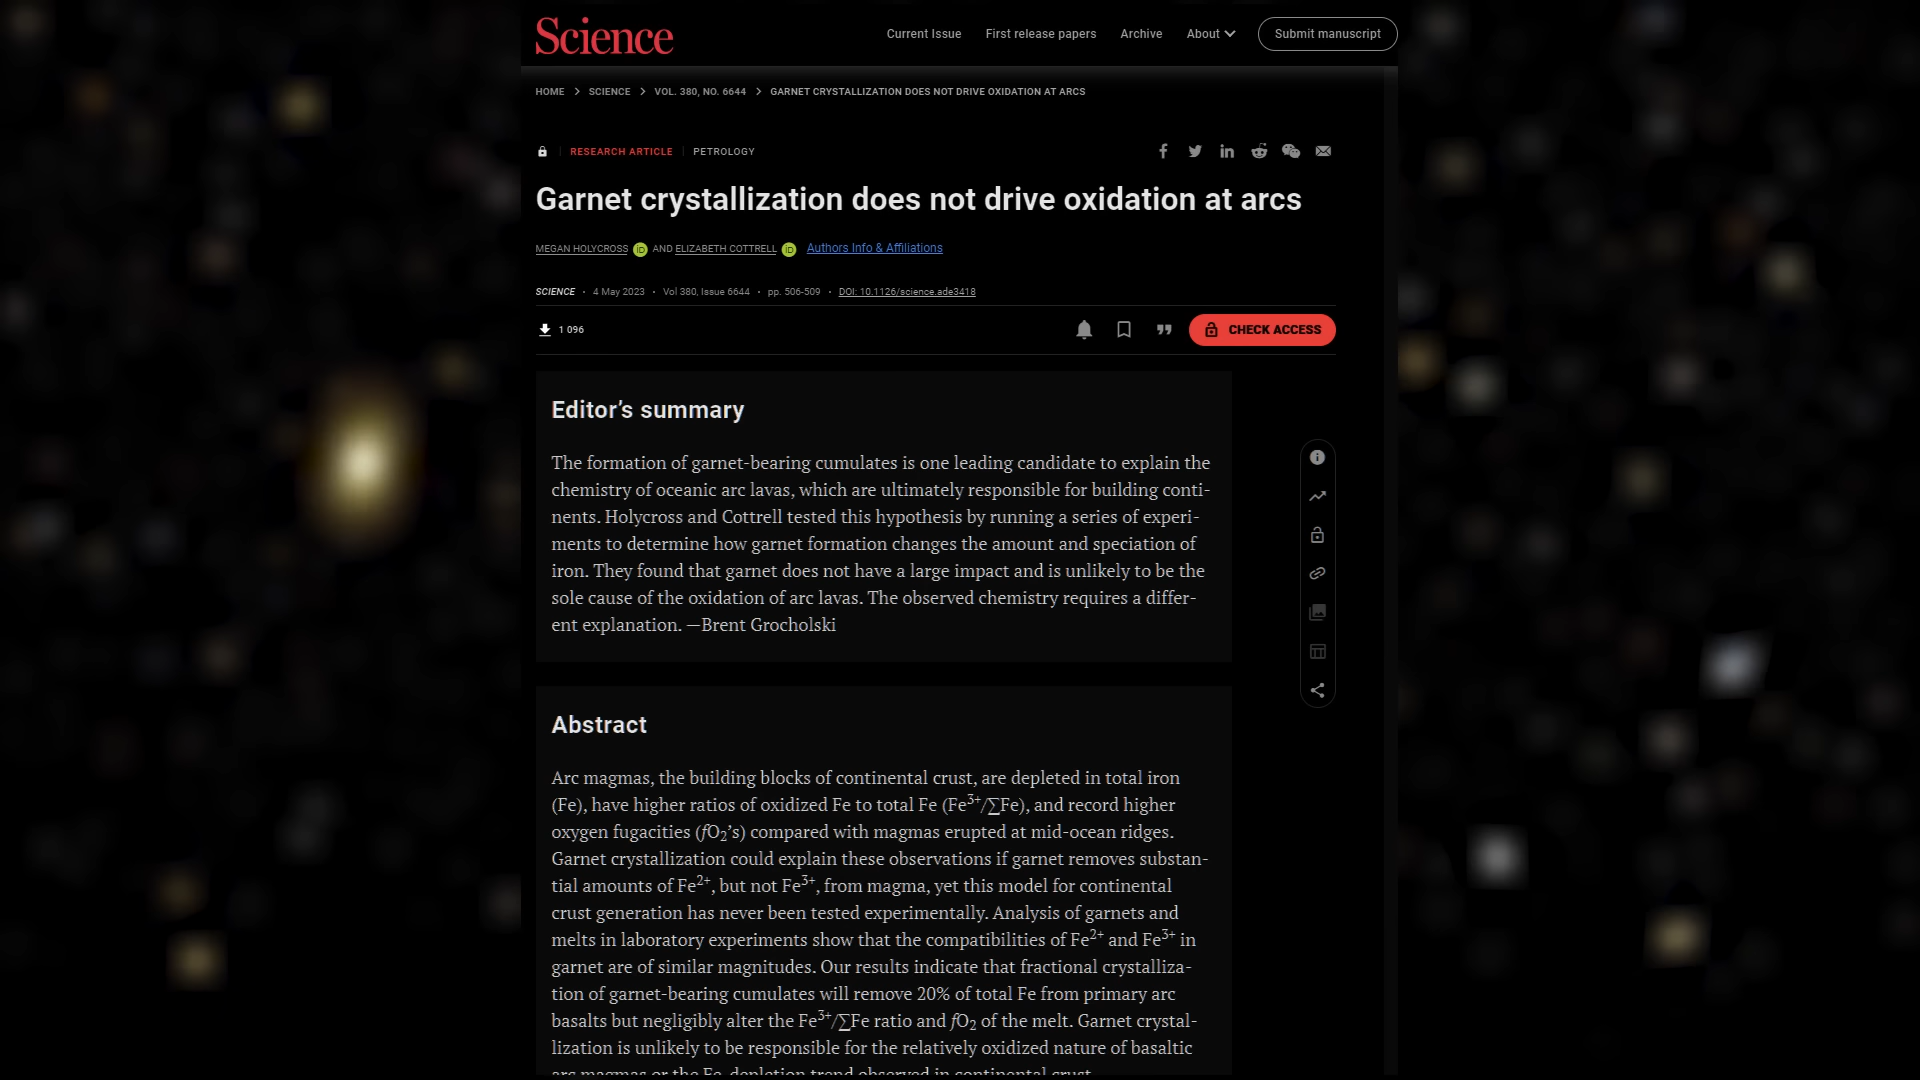 Science
Current Issue First release papers Archive About Submit manuscript
HOME > SCIENCE > VOL. 380, NO. 6644 > GARNET CRYSTALLIZATION DOES NOT DRIVE OXIDATION AT ARCS
RESEARCH ARTICLE | PETROLOGY
Garnet crystallization does not drive oxidation at arcs
MEGAN HOLYCROSS iD AND ELIZABETH COTTRELL iD Authors Info & Affiliations
SCIENCE • 4 May 2023 • Vol 380, Issue 6644 • pp. 506-509 • DOI: 10.1126/science.ade3418
1 096
CHECK ACCESS
Editor’s summary
The formation of garnet-bearing cumulates is one leading candidate to explain the
chemistry of oceanic arc lavas, which are ultimately responsible for building conti-
nents. Holycross and Cottrell tested this hypothesis by running a series of experi-
ments to determine how garnet formation changes the amount and speciation of
iron. They found that garnet does not have a large impact and is unlikely to be the
sole cause of the oxidation of arc lavas. The observed chemistry requires a differ-
ent explanation. —Brent Grocholski
Abstract
Arc magmas, the building blocks of continental crust, are depleted in total iron
(Fe), have higher ratios of oxidized Fe to total Fe (Fe³⁺/∑Fe), and record higher
oxygen fugacities (fO₂’s) compared with magmas erupted at mid-ocean ridges.
Garnet crystallization could explain these observations if garnet removes substan-
tial amounts of Fe²⁺, but not Fe³⁺, from magma, yet this model for continental
crust generation has never been tested experimentally. Analysis of garnets and
melts in laboratory experiments show that the compatibilities of Fe²⁺ and Fe³⁺ in
garnet are of similar magnitudes. Our results indicate that fractional crystalliza-
tion of garnet-bearing cumulates will remove 20% of total Fe from primary arc
basalts but negligibly alter the Fe³⁺/∑Fe ratio and fO₂ of the melt. Garnet crystal-
lization is unlikely to be responsible for the relatively oxidized nature of basaltic
arc magmas or the Fe-depletion trend observed in continental crust.